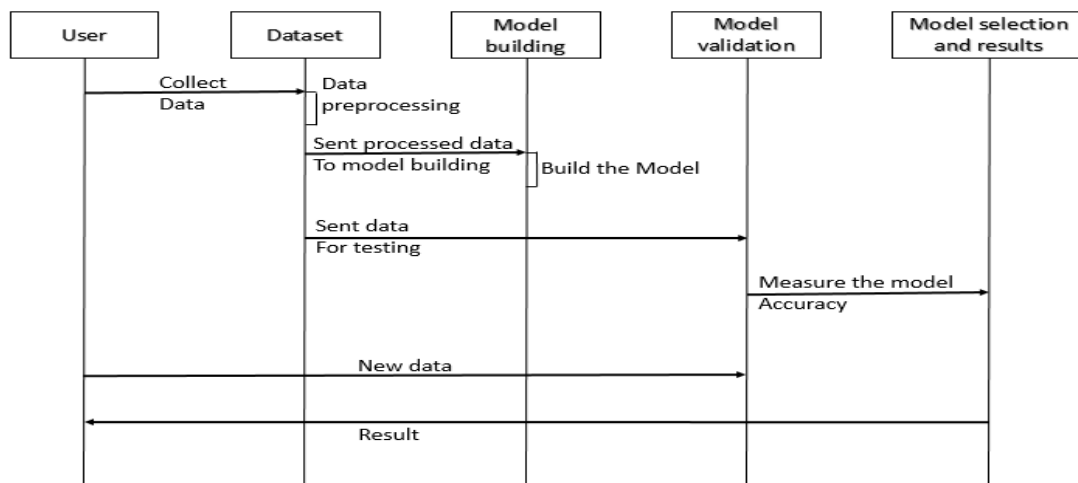 User
Dataset
Model
building
Model
validation
Model selection
and results
Collect
Data
Data
preprocessing
Sent processed data
To model building
Build the Model
Sent data
For testing
Measure the model
Accuracy
New data
Result